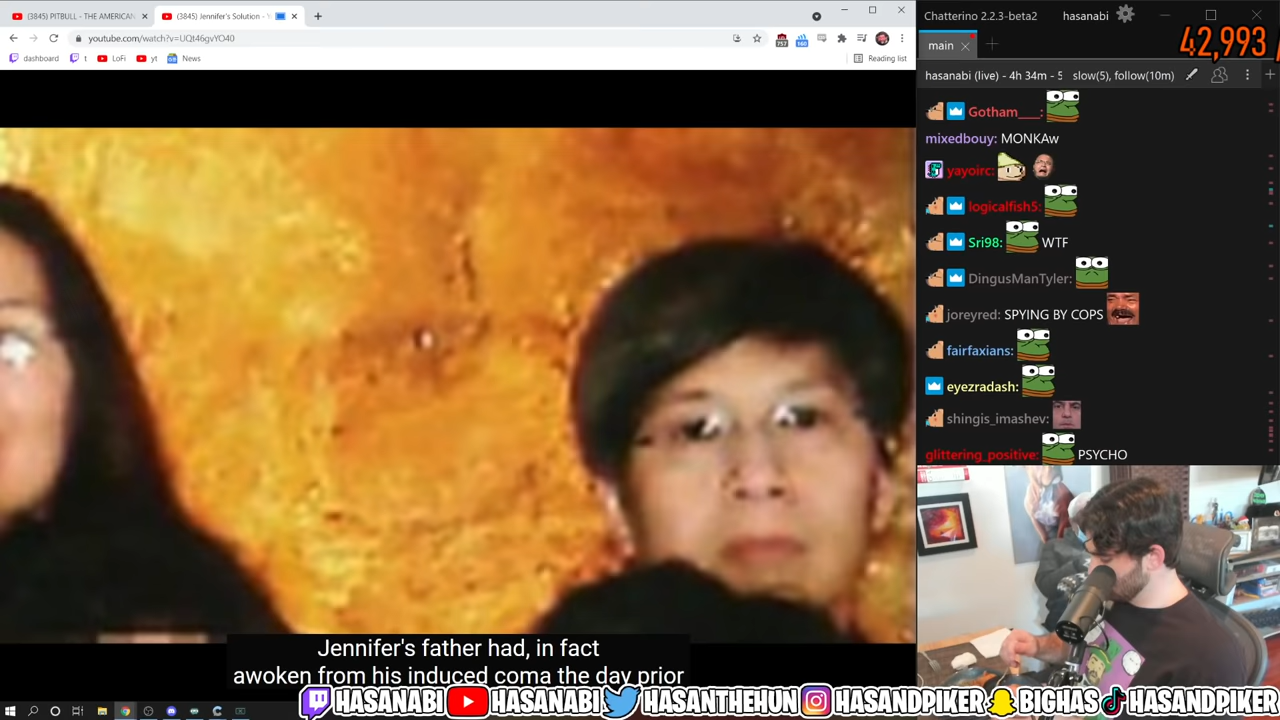 (3845) PITBULL - THE AMERICAN
(3845) Jennifer's Solution - Y
youtube.com/watch?v=UQt46gvYO40
757
160
dashboard
t
LoFi
yt
News
Reading list
Jennifer's father had, in fact
awoken from his induced coma the day prior
Chatterino 2.2.3-beta2
hasanabi
42,993
main
hasanabi (live) - 4h 34m - 5
slow(5), follow(10m)
Gotham___:
mixedbouy: MONKAw
yayoirc:
logicalfish5:
Sri98: WTF
DingusManTyler:
joreyred: SPYING BY COPS
fairfaxians:
eyezradash:
shingis_imashev:
glittering_positive: PSYCHO
HASANABI HASANABI HASANTHEHUN HASANDPIKER BIGHAS HASANDPIKER